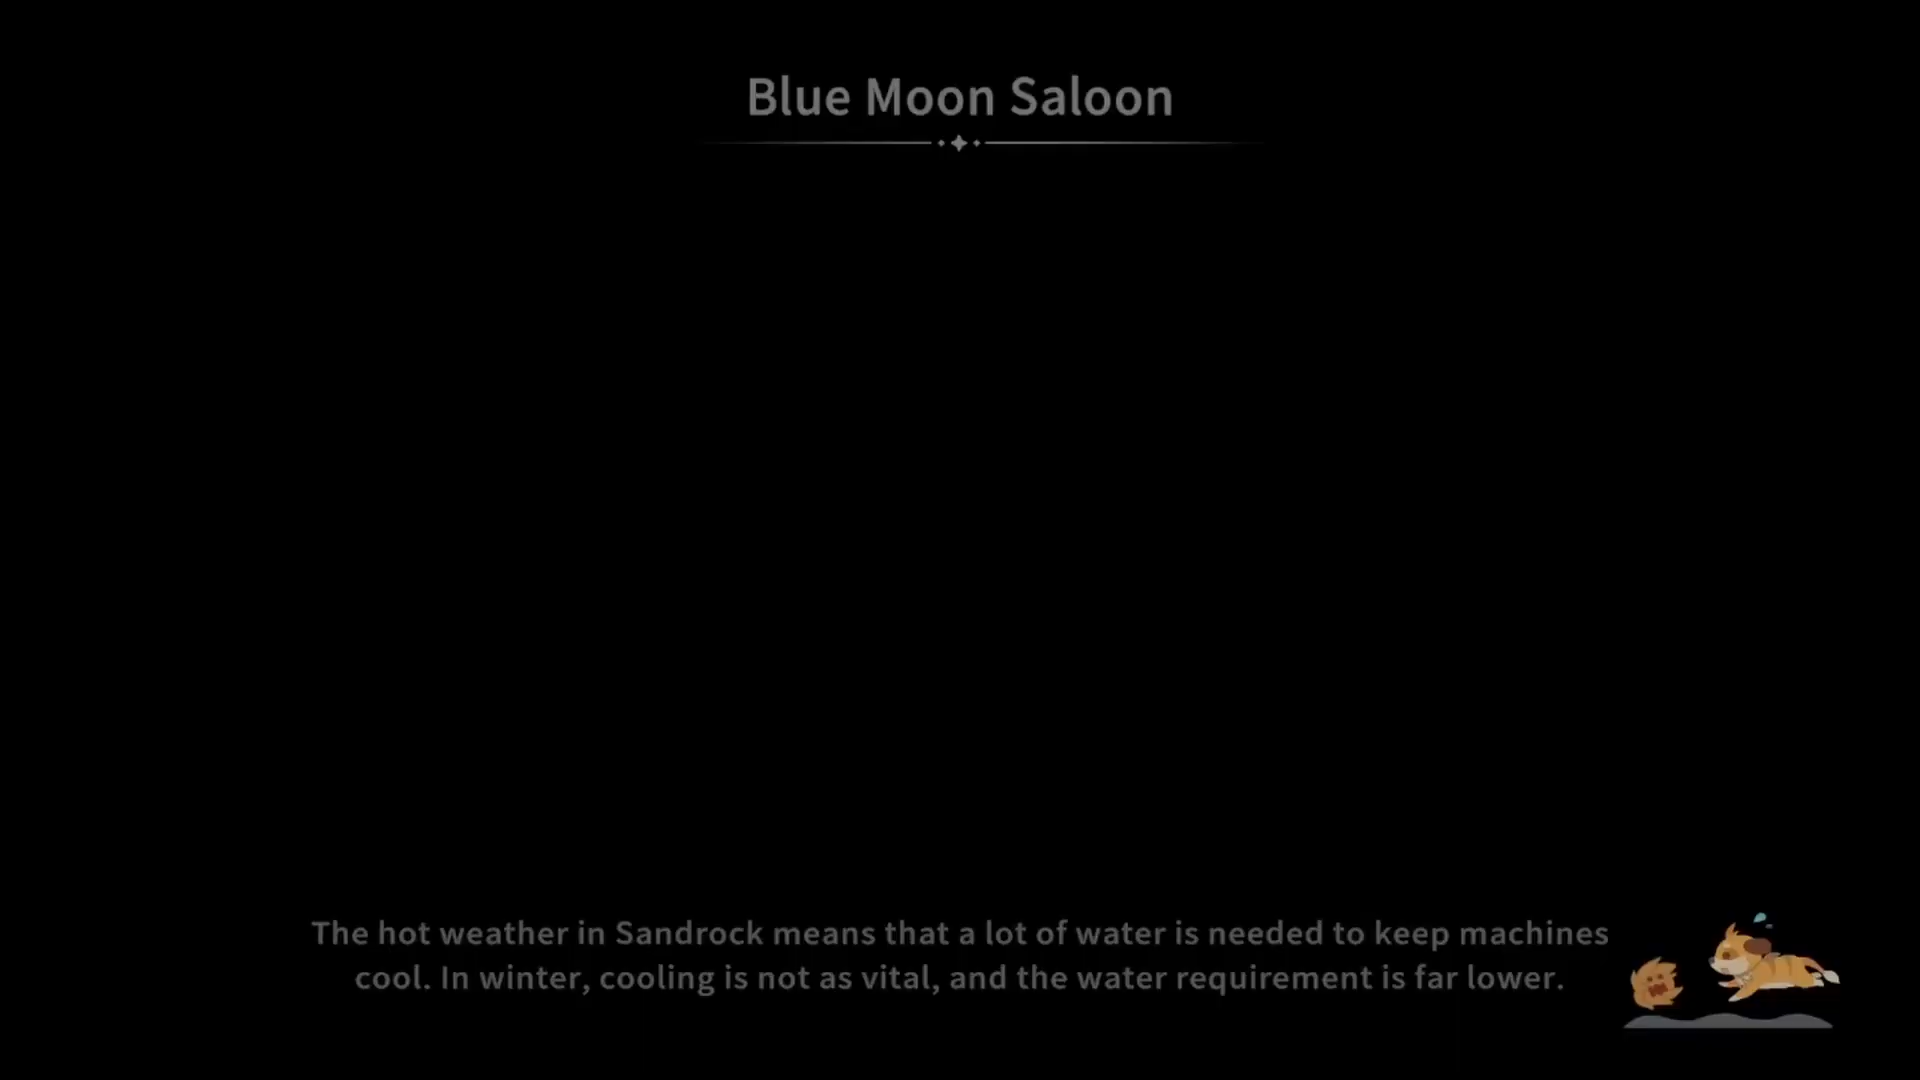 Blue Moon Saloon
The hot weather in Sandrock means that a lot of water is needed to keep machines
cool. In winter, cooling is not as vital, and the water requirement is far lower.